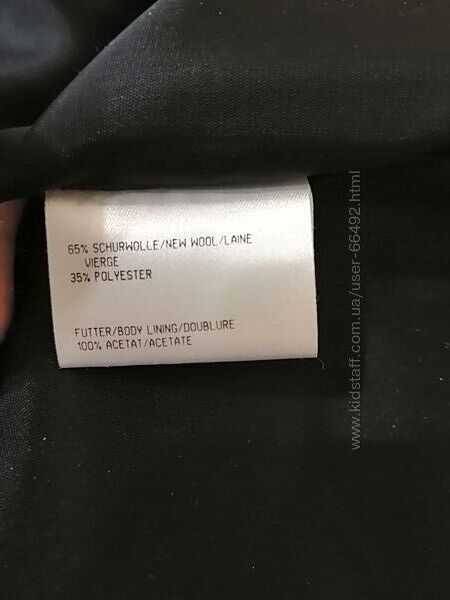 65% SCHURWOLLE/NEW WOOL/LAINE
VIERGE
35% POLYESTER
FUTTER/BODY LINING/DOUBLURE
100% ACETAT/ACETATE
www.kidstaff.com.ua/user-66492.html